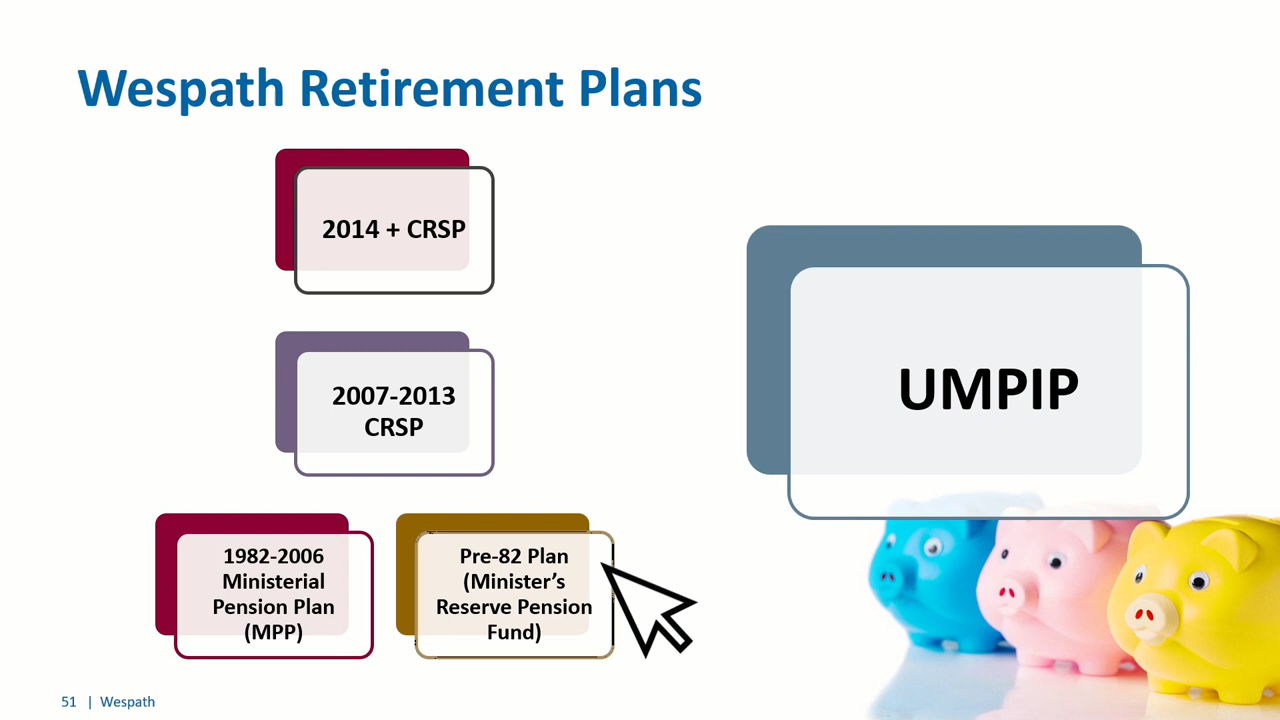 Wespath Retirement Plans
2014 + CRSP
2007-2013
CRSP
1982-2006
Ministerial
Pension Plan
(MPP)
Pre-82 Plan
(Minister’s
Reserve Pension
Fund)
UMPIP
51 | Wespath